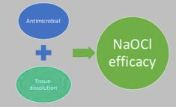 Antimicrobial
Tissue
dissolution
NaOCl
efficacy